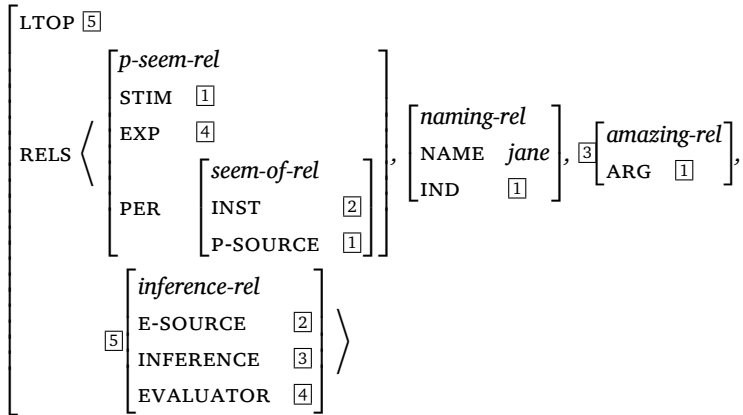 LTOP 5
p-seem-rel
STIM 1
EXP 4
RELS ⟨ PER seem-of-rel
INST 2
P-SOURCE 1
, naming-rel
NAME jane
IND 1
, 3 amazing-rel
ARG 1 ,
5 inference-rel
E-SOURCE 2
INFERENCE 3
EVALUATOR 4 ⟩